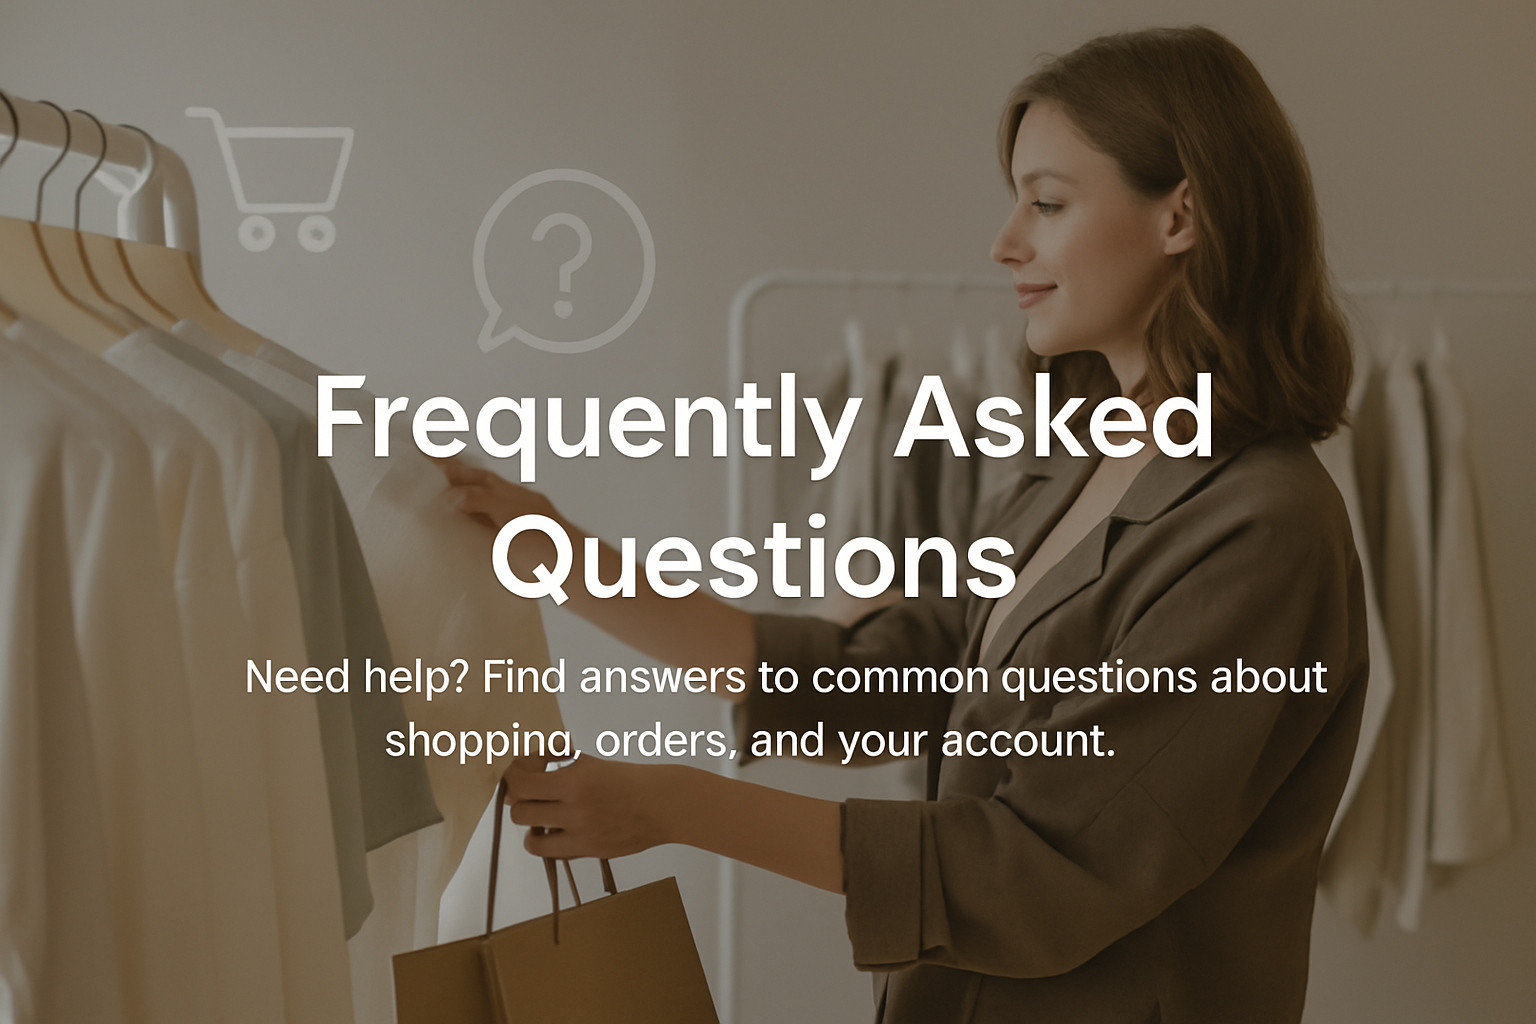 Frequently Asked
Questions
Need help? Find answers to common questions about
shopping, orders, and your account.